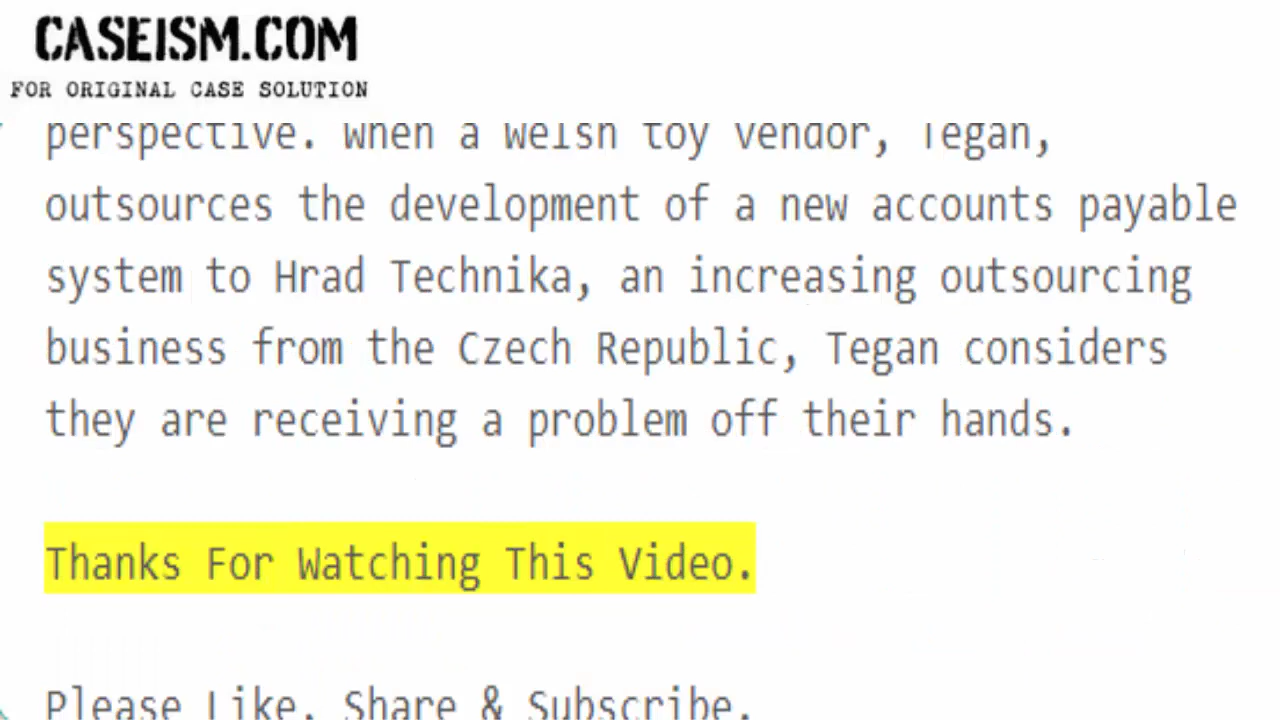 CASEISM.COM
FOR ORIGINAL CASE SOLUTION
perspective. When a Welsh toy vendor, Tegan,
outsources the development of a new accounts payable
system to Hrad Technika, an increasing outsourcing
business from the Czech Republic, Tegan considers
they are receiving a problem off their hands.
Thanks For Watching This Video.
Please Like, Share & Subscribe.